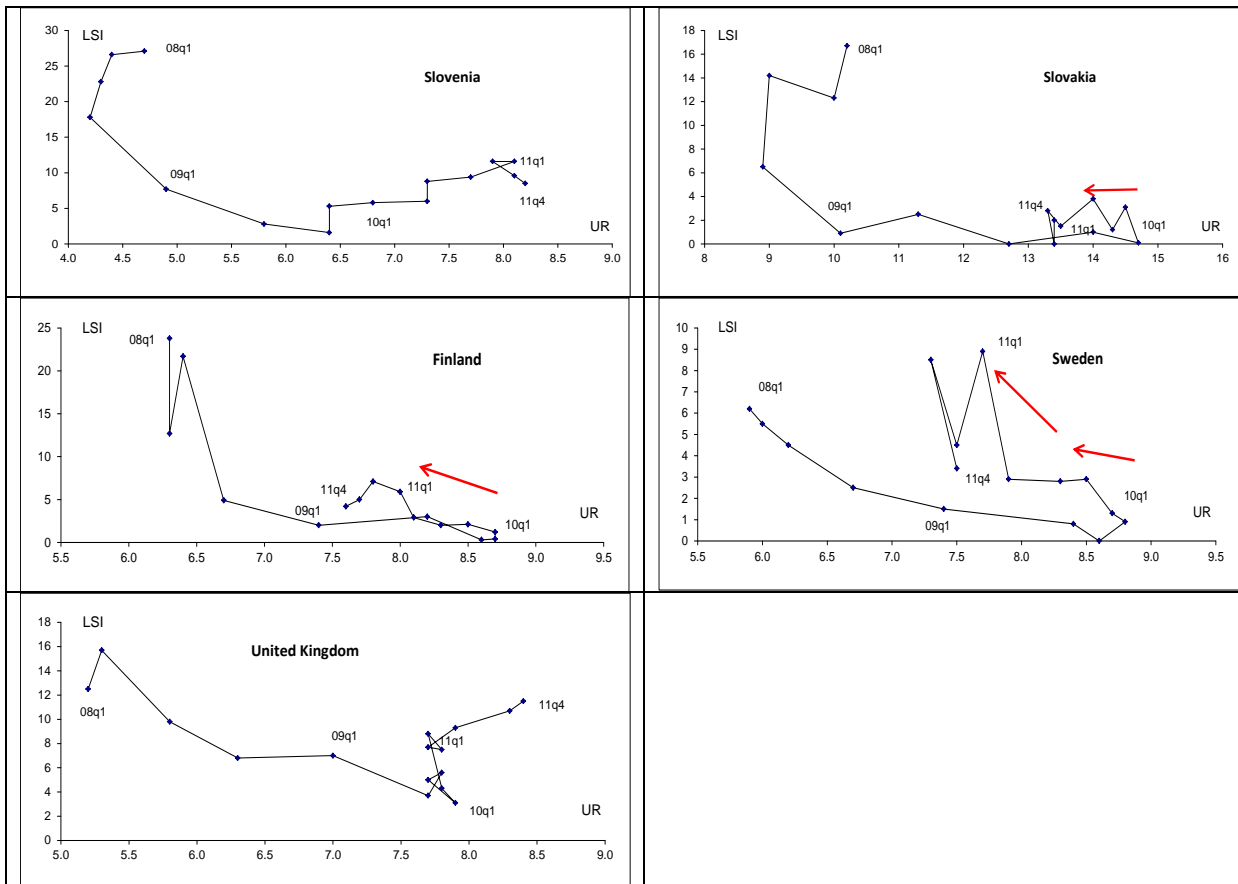 LSI
30
25
20
15
10
5
0
08q1
Slovenia
09q1
10q1
11q1
11q4
UR
4.0 4.5 5.0 5.5 6.0 6.5 7.0 7.5 8.0 8.5 9.0
LSI
18
16
14
12
10
8
6
4
2
0
08q1
Slovakia
09q1
11q4
11q1
10q1
UR
8 9 10 11 12 13 14 15 16
LSI
25
20
15
10
5
0
08q1
Finland
09q1
11q4
11q1
10q1
UR
5.5 6.0 6.5 7.0 7.5 8.0 8.5 9.0 9.5
LSI
10
9
8
7
6
5
4
3
2
1
0
11q1
Sweden
08q1
11q4
10q1
09q1
UR
5.5 6.0 6.5 7.0 7.5 8.0 8.5 9.0 9.5
LSI
18
16
14
12
10
8
6
4
2
0
United Kingdom
08q1
09q1
11q4
11q1
10q1
UR
5.0 5.5 6.0 6.5 7.0 7.5 8.0 8.5 9.0